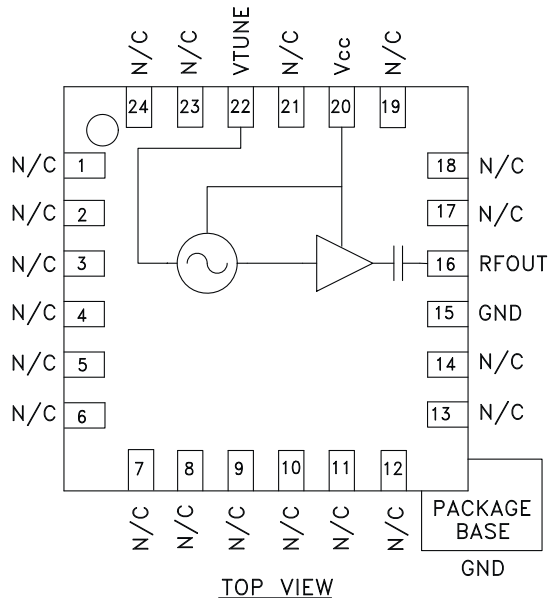 N/C N/C VTUNE N/C Vcc N/C
24 23 22 21 20 19
N/C 1 18 N/C
N/C 2 17 N/C
N/C 3 16 RFOUT
N/C 4 15 GND
N/C 5 14 N/C
N/C 6 13 N/C
7 8 9 10 11 12
N/C N/C N/C N/C N/C N/C
PACKAGE
BASE
GND
TOP VIEW